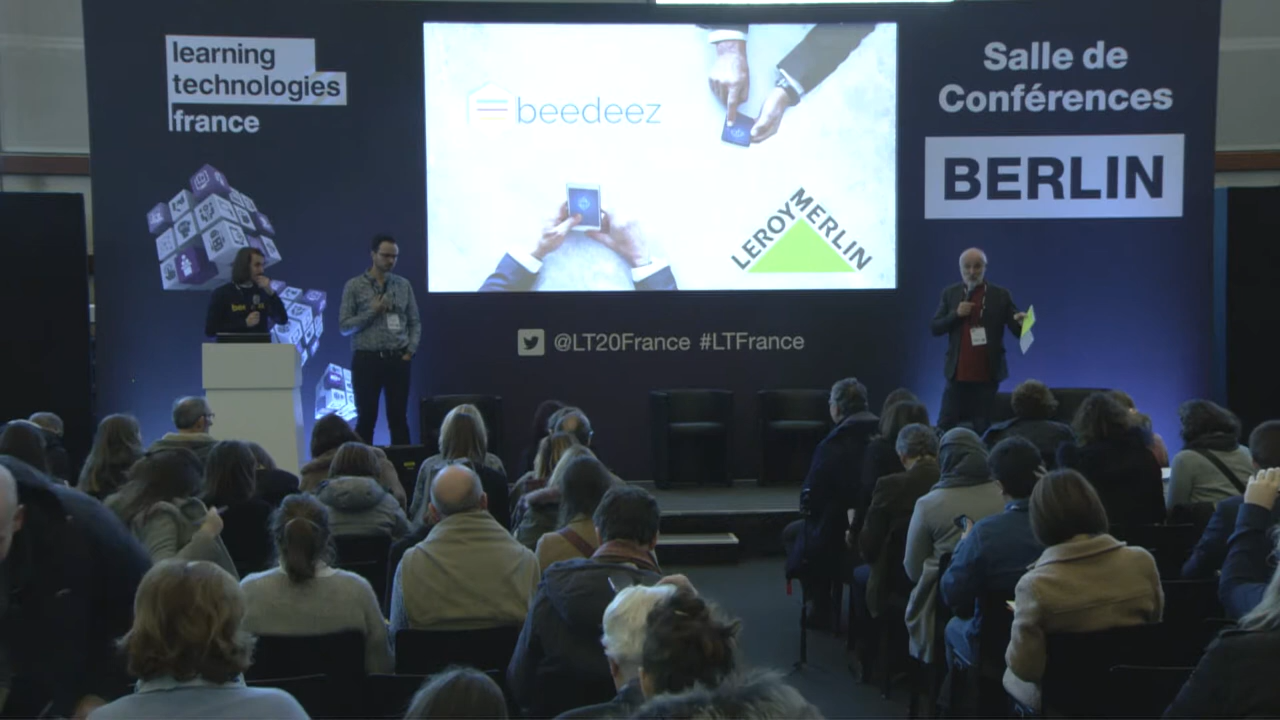 learning
technologies
france
beedeez
LEROY MERLIN
Salle de
Conférences
BERLIN
@LT20France #LTFrance